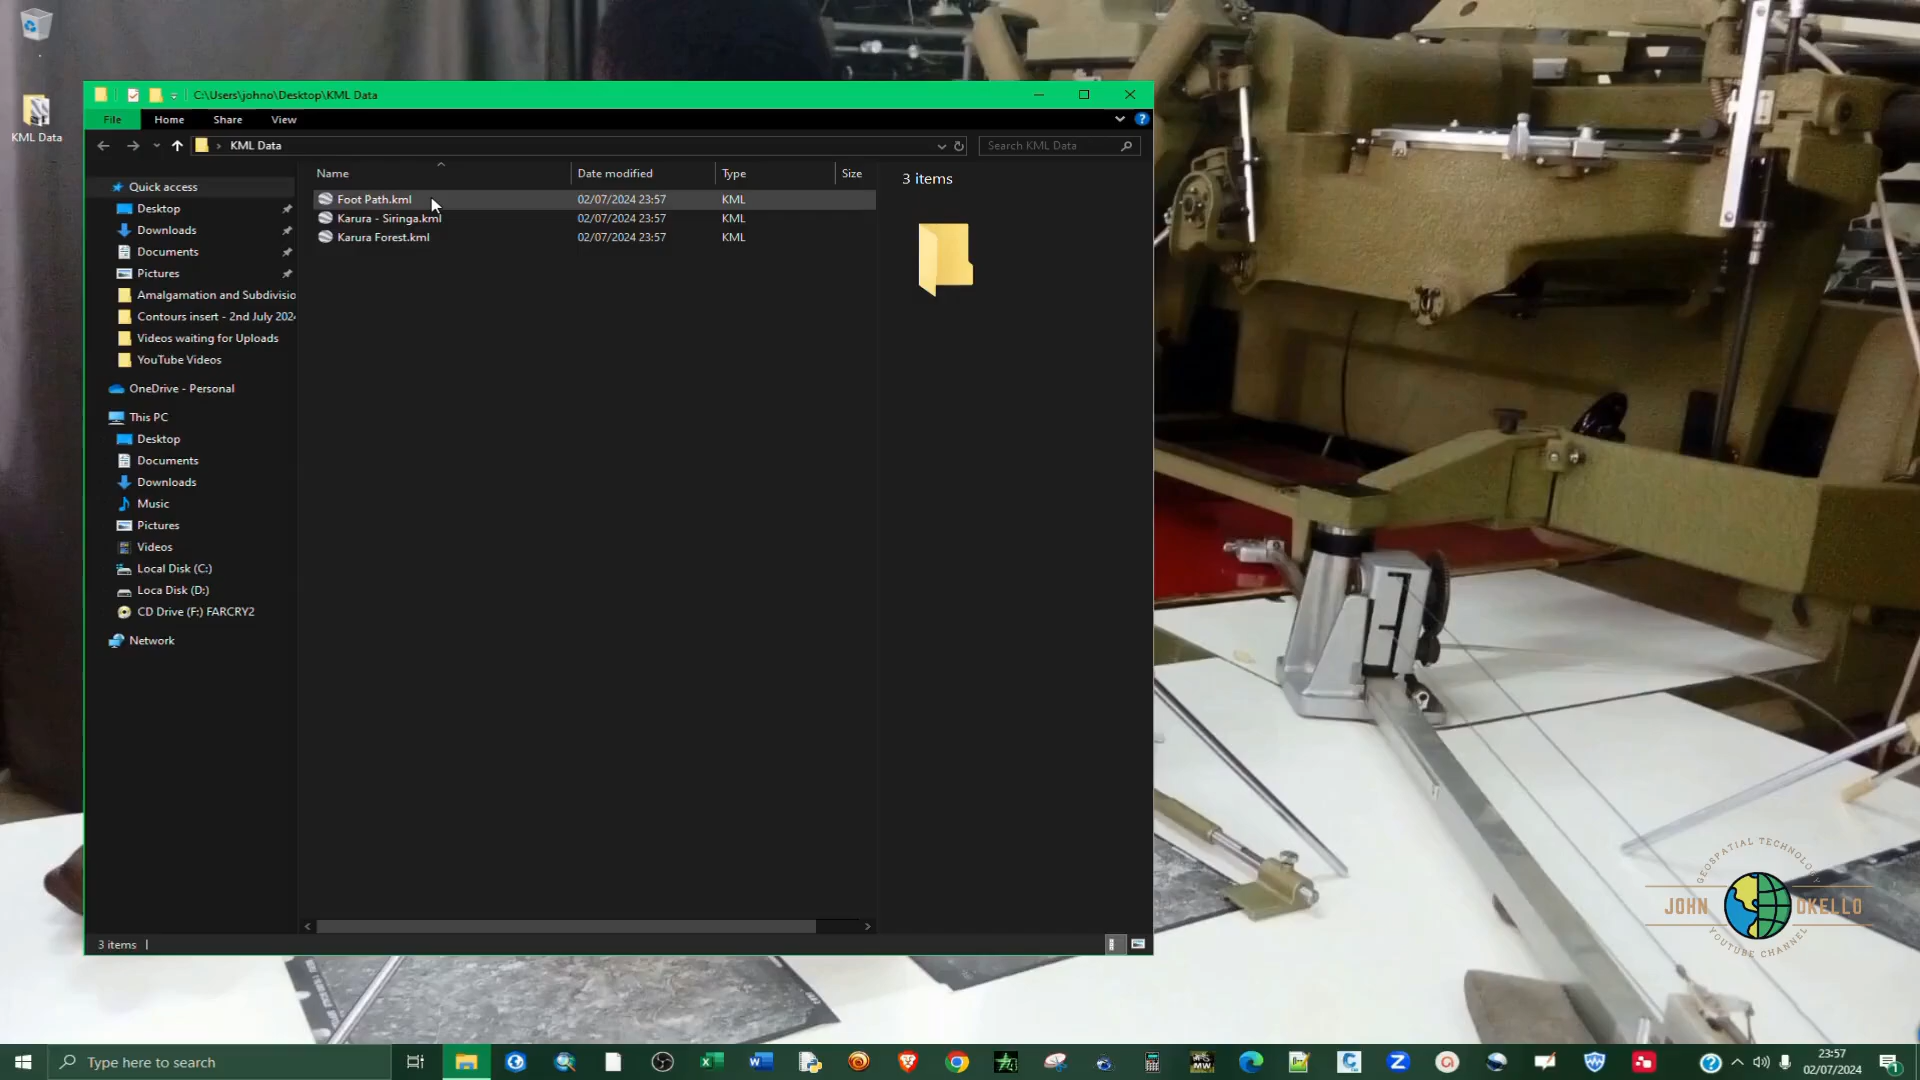 KML Data
C:\Users\johno\Desktop\KML Data
File Home Share View
KML Data
Search KML Data
Name Date modified Type Size
Foot Path.kml 02/07/2024 23:57 KML
Karura - Siringa.kml 02/07/2024 23:57 KML
Karura Forest.kml 02/07/2024 23:57 KML
3 items
Quick access
Desktop
Downloads
Documents
Pictures
Amalgamation and Subdivisio
Contours insert - 2nd July 202
Videos waiting for Uploads
YouTube Videos
OneDrive - Personal
This PC
Desktop
Documents
Downloads
Music
Pictures
Videos
Local Disk (C:)
Loca Disk (D:)
CD Drive (F:) FARCRY2
Network
3 items
GEOSPATIAL TECHNOLOGY
JOHN OKELLO
YOUTUBE CHANNEL
Type here to search
23:57
02/07/2024
1